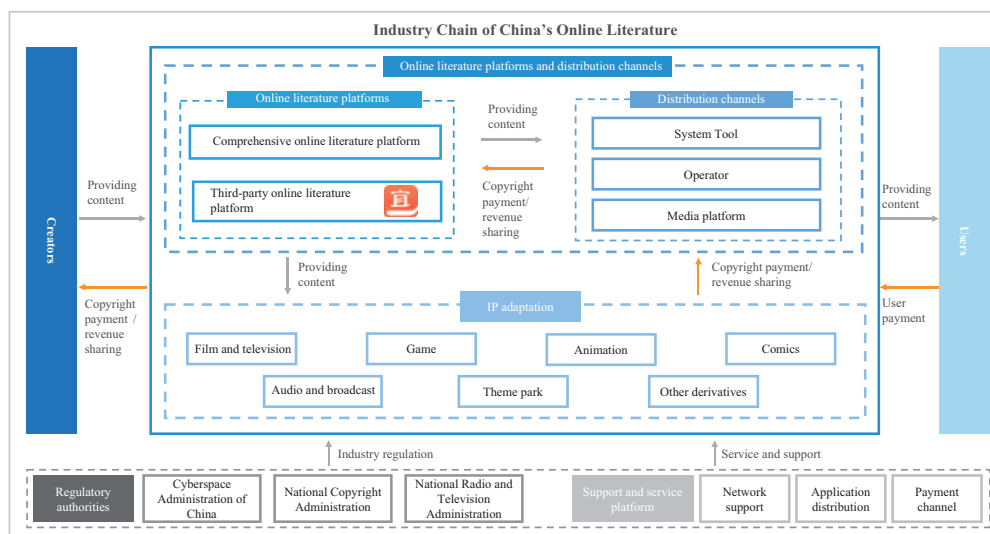 Industry Chain of China's Online Literature
Online literature platforms and distribution channels
Online literature platforms
Comprehensive online literature platform
Third-party online literature
platform
宜
Providing
content
Copyright
payment/
revenue
sharing
Distribution channels
System Tool
Operator
Media platform
Creators
Providing
content
Copyright
payment /
revenue
sharing
Providing
content
Users
User
payment
Providing
content
Copyright payment/
revenue sharing
IP adaptation
Film and television
Game
Animation
Comics
Audio and broadcast
Theme park
Other derivatives
Industry regulation
Service and support
Regulatory
authorities
Cyberspace
Administration of
China
National Copyright
Administration
National Radio and
Television
Administration
Support and service
platform
Network
support
Application
distribution
Payment
channel